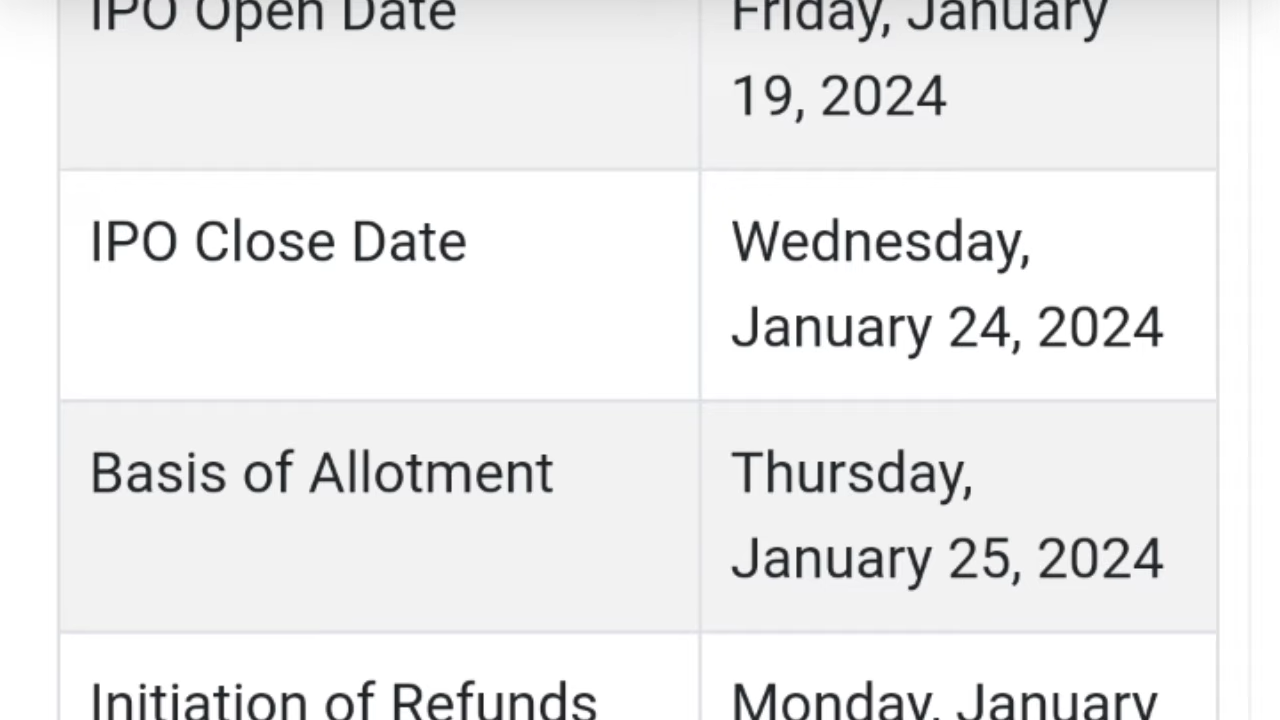 IPO Open Date
Friday, January
19, 2024
IPO Close Date
Wednesday,
January 24, 2024
Basis of Allotment
Thursday,
January 25, 2024
Initiation of Refunds
Monday, January